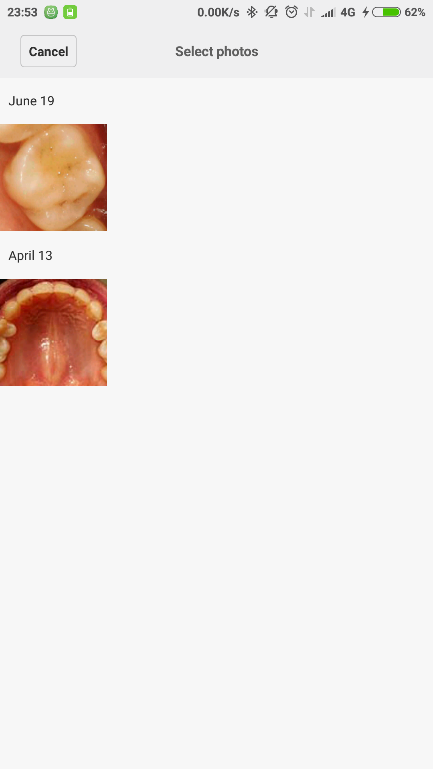 23:53 0.00K/s 4G 62%
Cancel Select photos
June 19
April 13